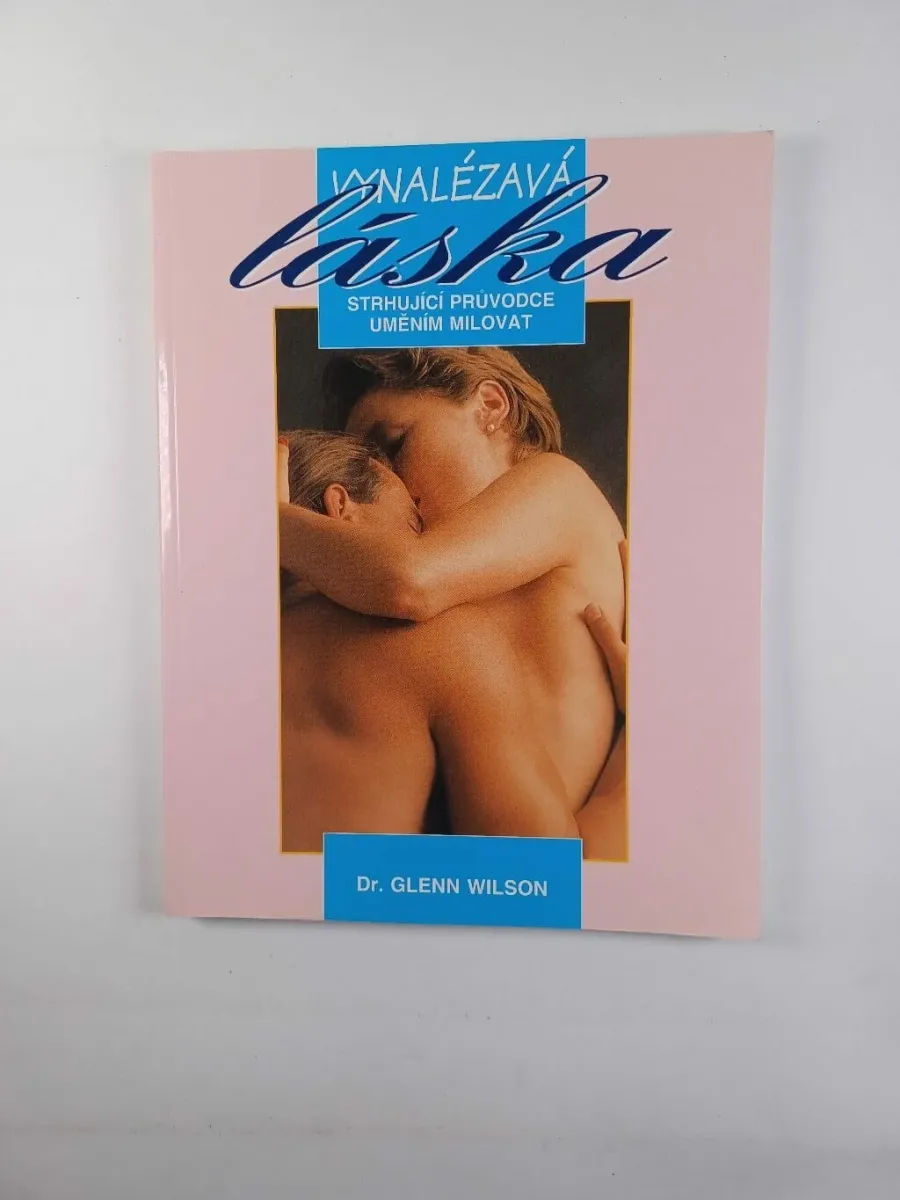 VYNALÉZAVÁ
láska
STRHUJÍCÍ PRŮVODCE
UMĚNÍM MILOVAT
Dr. GLENN WILSON